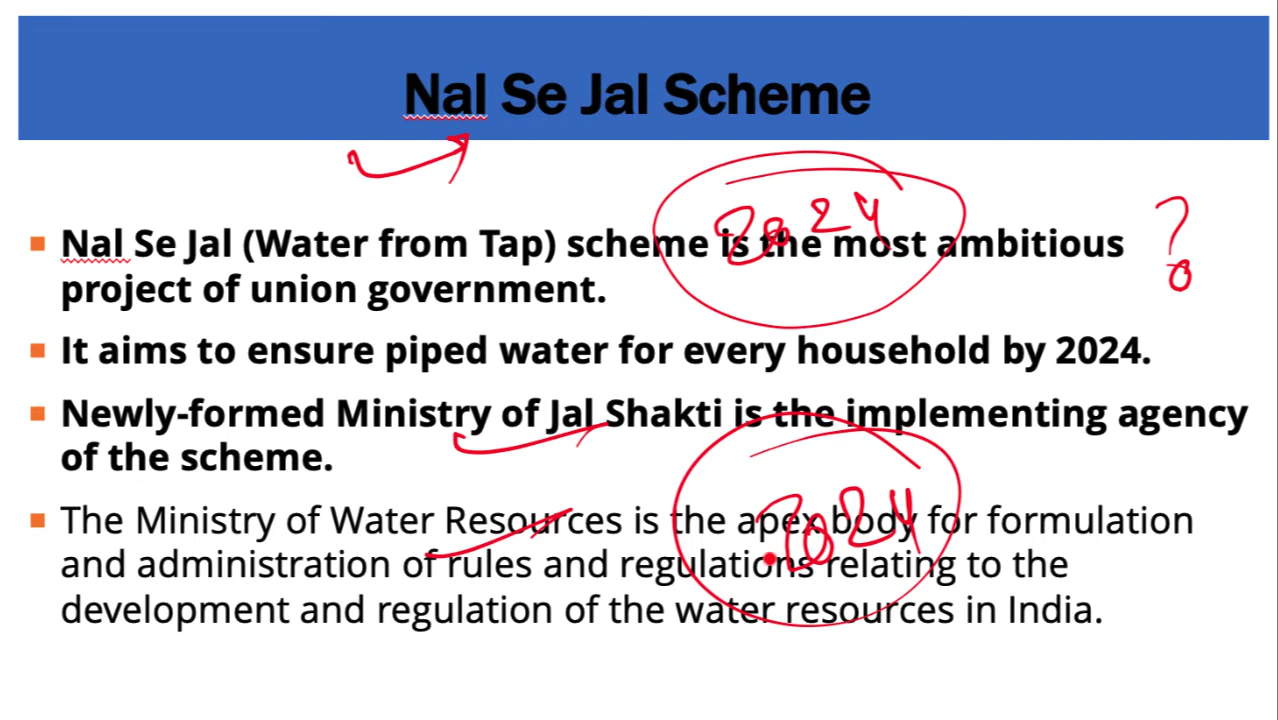 Nal Se Jal Scheme
2024
?
Nal Se Jal (Water from Tap) scheme is the most ambitious
project of union government.
It aims to ensure piped water for every household by 2024.
Newly-formed Ministry of Jal Shakti is the implementing agency
of the scheme.
2024
The Ministry of Water Resources is the apex body for formulation
and administration of rules and regulations relating to the
development and regulation of the water resources in India.